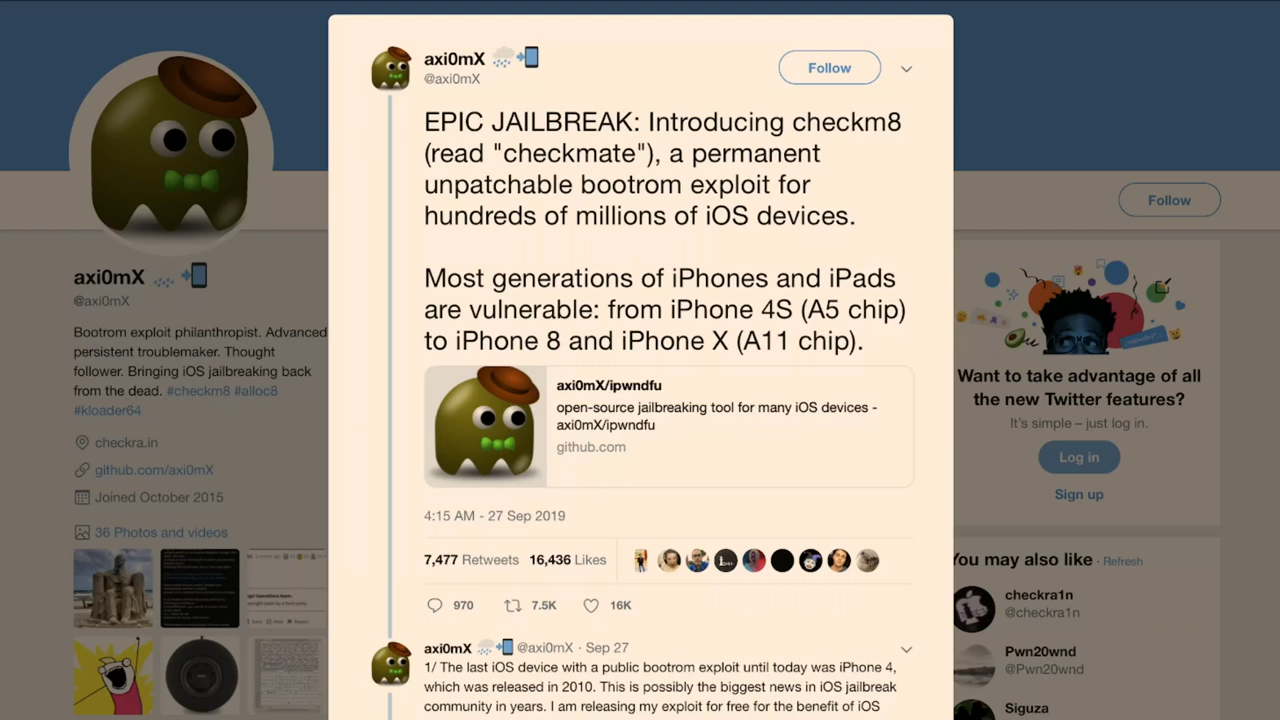 axi0mX
@axi0mX
Follow
EPIC JAILBREAK: Introducing checkm8
(read "checkmate"), a permanent
unpatchable bootrom exploit for
hundreds of millions of iOS devices.
Most generations of iPhones and iPads
are vulnerable: from iPhone 4S (A5 chip)
to iPhone 8 and iPhone X (A11 chip).
axi0mX/ipwndfu
open-source jailbreaking tool for many iOS devices -
axi0mX/ipwndfu
github.com
4:15 AM - 27 Sep 2019
7,477 Retweets 16,436 Likes
970 7.5K 16K
axi0mX @axi0mX · Sep 27
1/ The last iOS device with a public bootrom exploit until today was iPhone 4,
which was released in 2010. This is possibly the biggest news in iOS jailbreak
community in years. I am releasing my exploit for free for the benefit of iOS
axi0mX
@axi0mX
Bootrom exploit philanthropist. Advanced
persistent troublemaker. Thought
follower. Bringing iOS jailbreaking back
from the dead. #checkm8 #alloc8
#kloader64
checkra.in
github.com/axi0mX
Joined October 2015
36 Photos and videos
Follow
Want to take advantage of all
the new Twitter features?
It's simple – just log in.
Log in
Sign up
You may also like · Refresh
checkra1n
@checkra1n
Pwn20wnd
@Pwn20wnd
Siguza